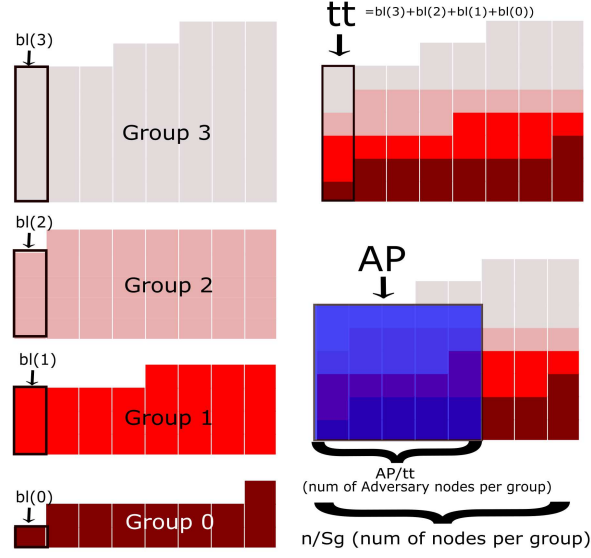 bl(3)
Group 3
bl(2)
Group 2
bl(1)
Group 1
bl(0)
Group 0
tt =bl(3)+bl(2)+bl(1)+bl(0))
AP
AP/tt
(num of Adversary nodes per group)
n/Sg (num of nodes per group)